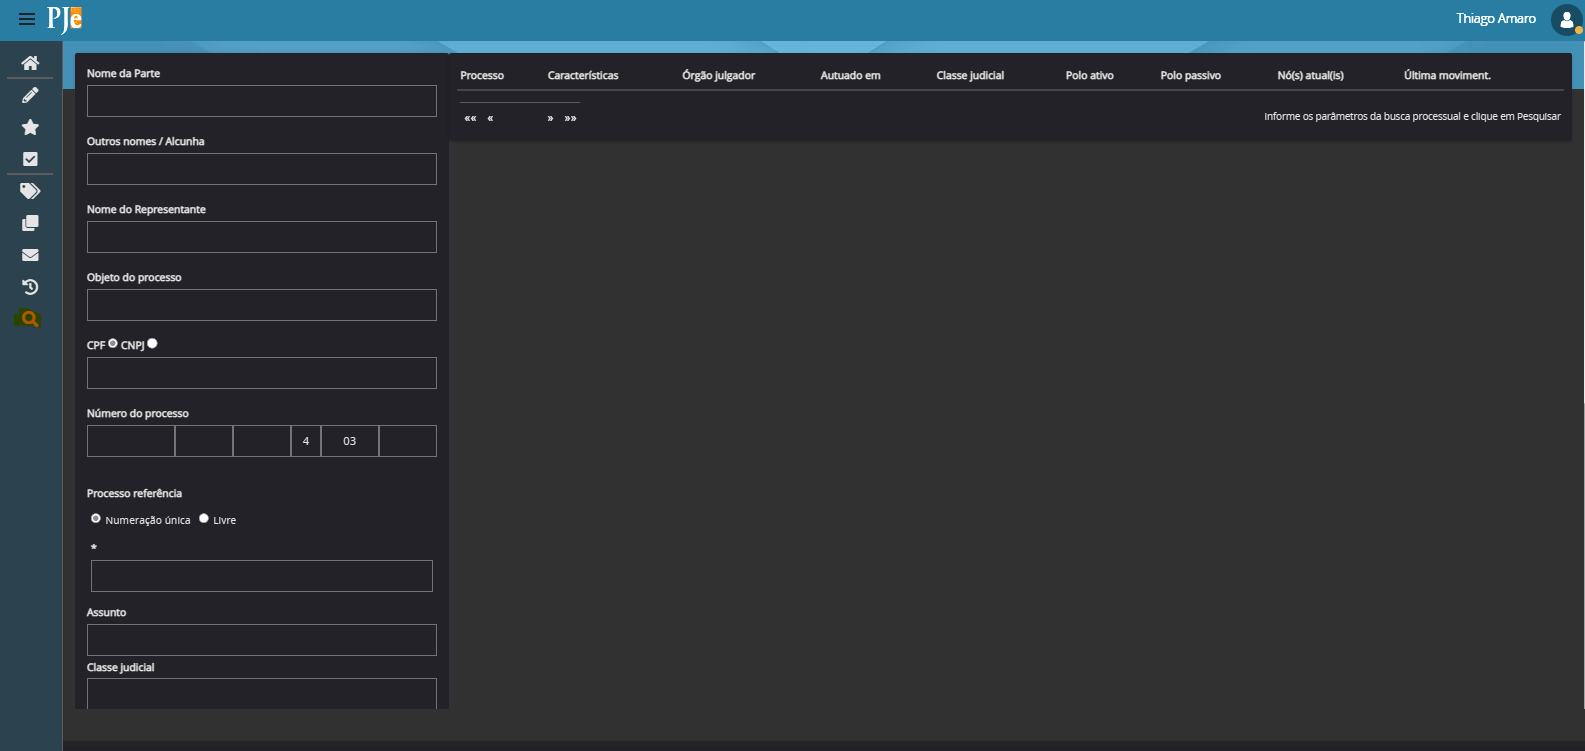 PJe
Thiago Amaro
Nome da Parte
Outros nomes / Alcunha
Nome do Representante
Objeto do processo
CPF CNPJ
Número do processo
4 03
Processo referência
Numeração única Livre
*
Assunto
Classe judicial
Processo Características Órgão julgador Autuado em Classe judicial Polo ativo Polo passivo Nó(s) atual(is) Última moviment.
«« « » »»
Informe os parâmetros da busca processual e clique em Pesquisar